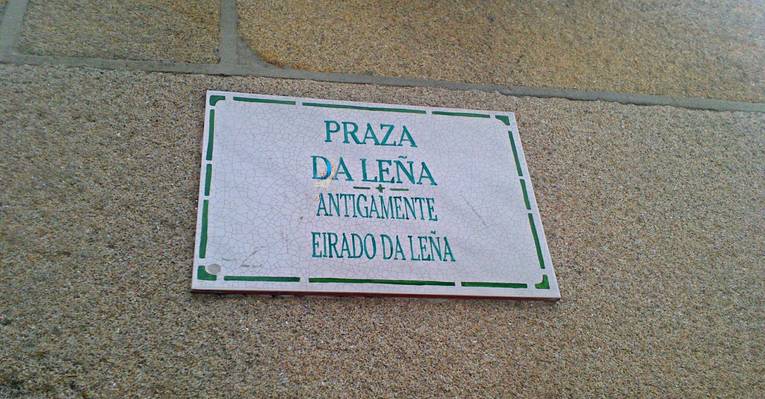 PRAZA
DA LEÑA
ANTIGAMENTE
EIRADO DA LEÑA